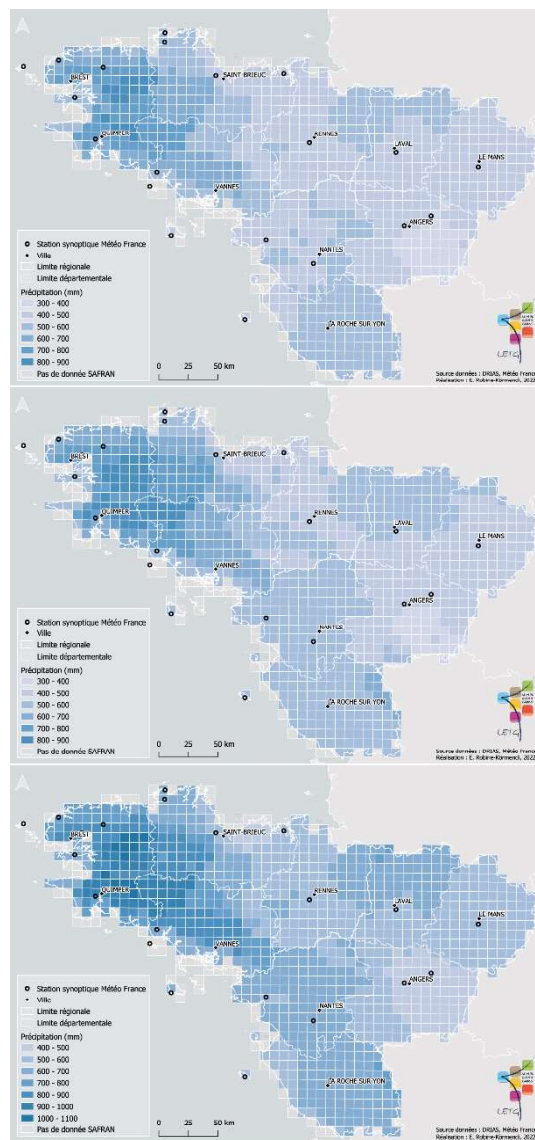 BREST
SAINT-BRIEUC
QUIMPER
RENNES
LAVAL
LE MANS
VANNES
ANGERS
NANTES
LA ROCHE SUR YON
Station synoptique Météo France
Ville
Limite régionale
Limite départementale
Précipitation (mm)
300 - 400
400 - 500
500 - 600
600 - 700
700 - 800
800 - 900
Pas de donnée SAFRAN
0 25 50 km
LETG
Source données : DRIAS, Météo France
Réalisation : E. Robine-Kormanck, 2022
BREST
SAINT-BRIEUC
QUIMPER
RENNES
LAVAL
LE MANS
VANNES
ANGERS
NANTES
LA ROCHE SUR YON
Station synoptique Météo France
Ville
Limite régionale
Limite départementale
Précipitation (mm)
300 - 400
400 - 500
500 - 600
600 - 700
700 - 800
800 - 900
Pas de donnée SAFRAN
0 25 50 km
LETG
Source données : DRIAS, Météo France
Réalisation : E. Robine-Kormanck, 2022
BREST
SAINT-BRIEUC
QUIMPER
RENNES
LAVAL
LE MANS
VANNES
ANGERS
NANTES
LA ROCHE SUR YON
Station synoptique Météo France
Ville
Limite régionale
Limite départementale
Précipitation (mm)
400 - 500
500 - 600
600 - 700
700 - 800
800 - 900
900 - 1000
1000 - 1100
Pas de donnée SAFRAN
0 25 50 km
LETG
Source données : DRIAS, Météo France
Réalisation : E. Robine-Kormanck, 2022